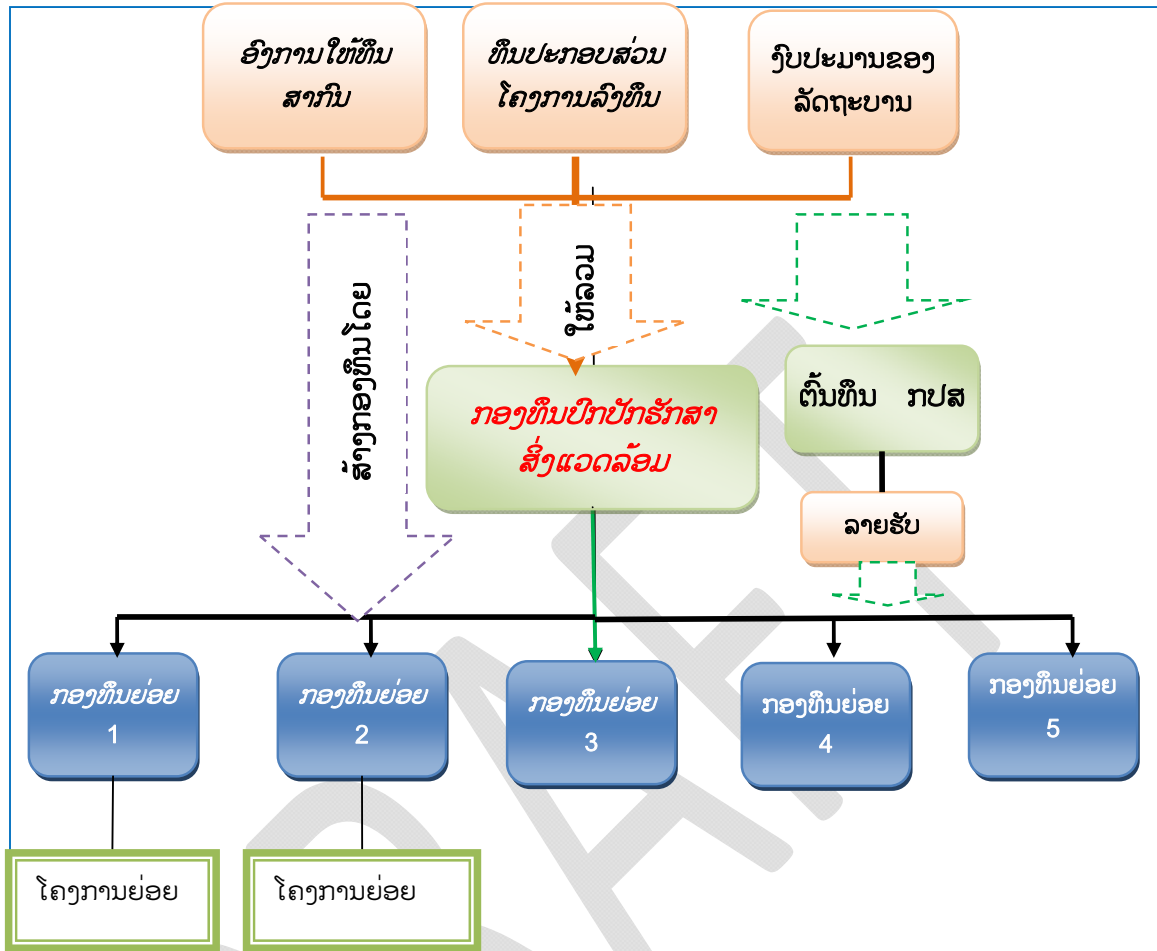 ອົງການໃຫ້ທຶນ
ສາກົນ
ທຶນປະກອບສ່ວນ
ໂຄງການລົງທຶນ
ງົບປະມານຂອງ
ລັດຖະບານ
ສ້າງກອງທຶນໂດຍ
ໃຫ້ລວມ
ກອງທຶນປົກປັກຮັກສາ
ສິ່ງແວດລ້ອມ
ຕົ້ນທຶນ ກປສ
ລາຍຮັບ
ກອງທຶນຍ່ອຍ
1
ກອງທຶນຍ່ອຍ
2
ກອງທຶນຍ່ອຍ
3
ກອງທຶນຍ່ອຍ
4
ກອງທຶນຍ່ອຍ
5
ໂຄງການຍ່ອຍ
ໂຄງການຍ່ອຍ
DRAFT